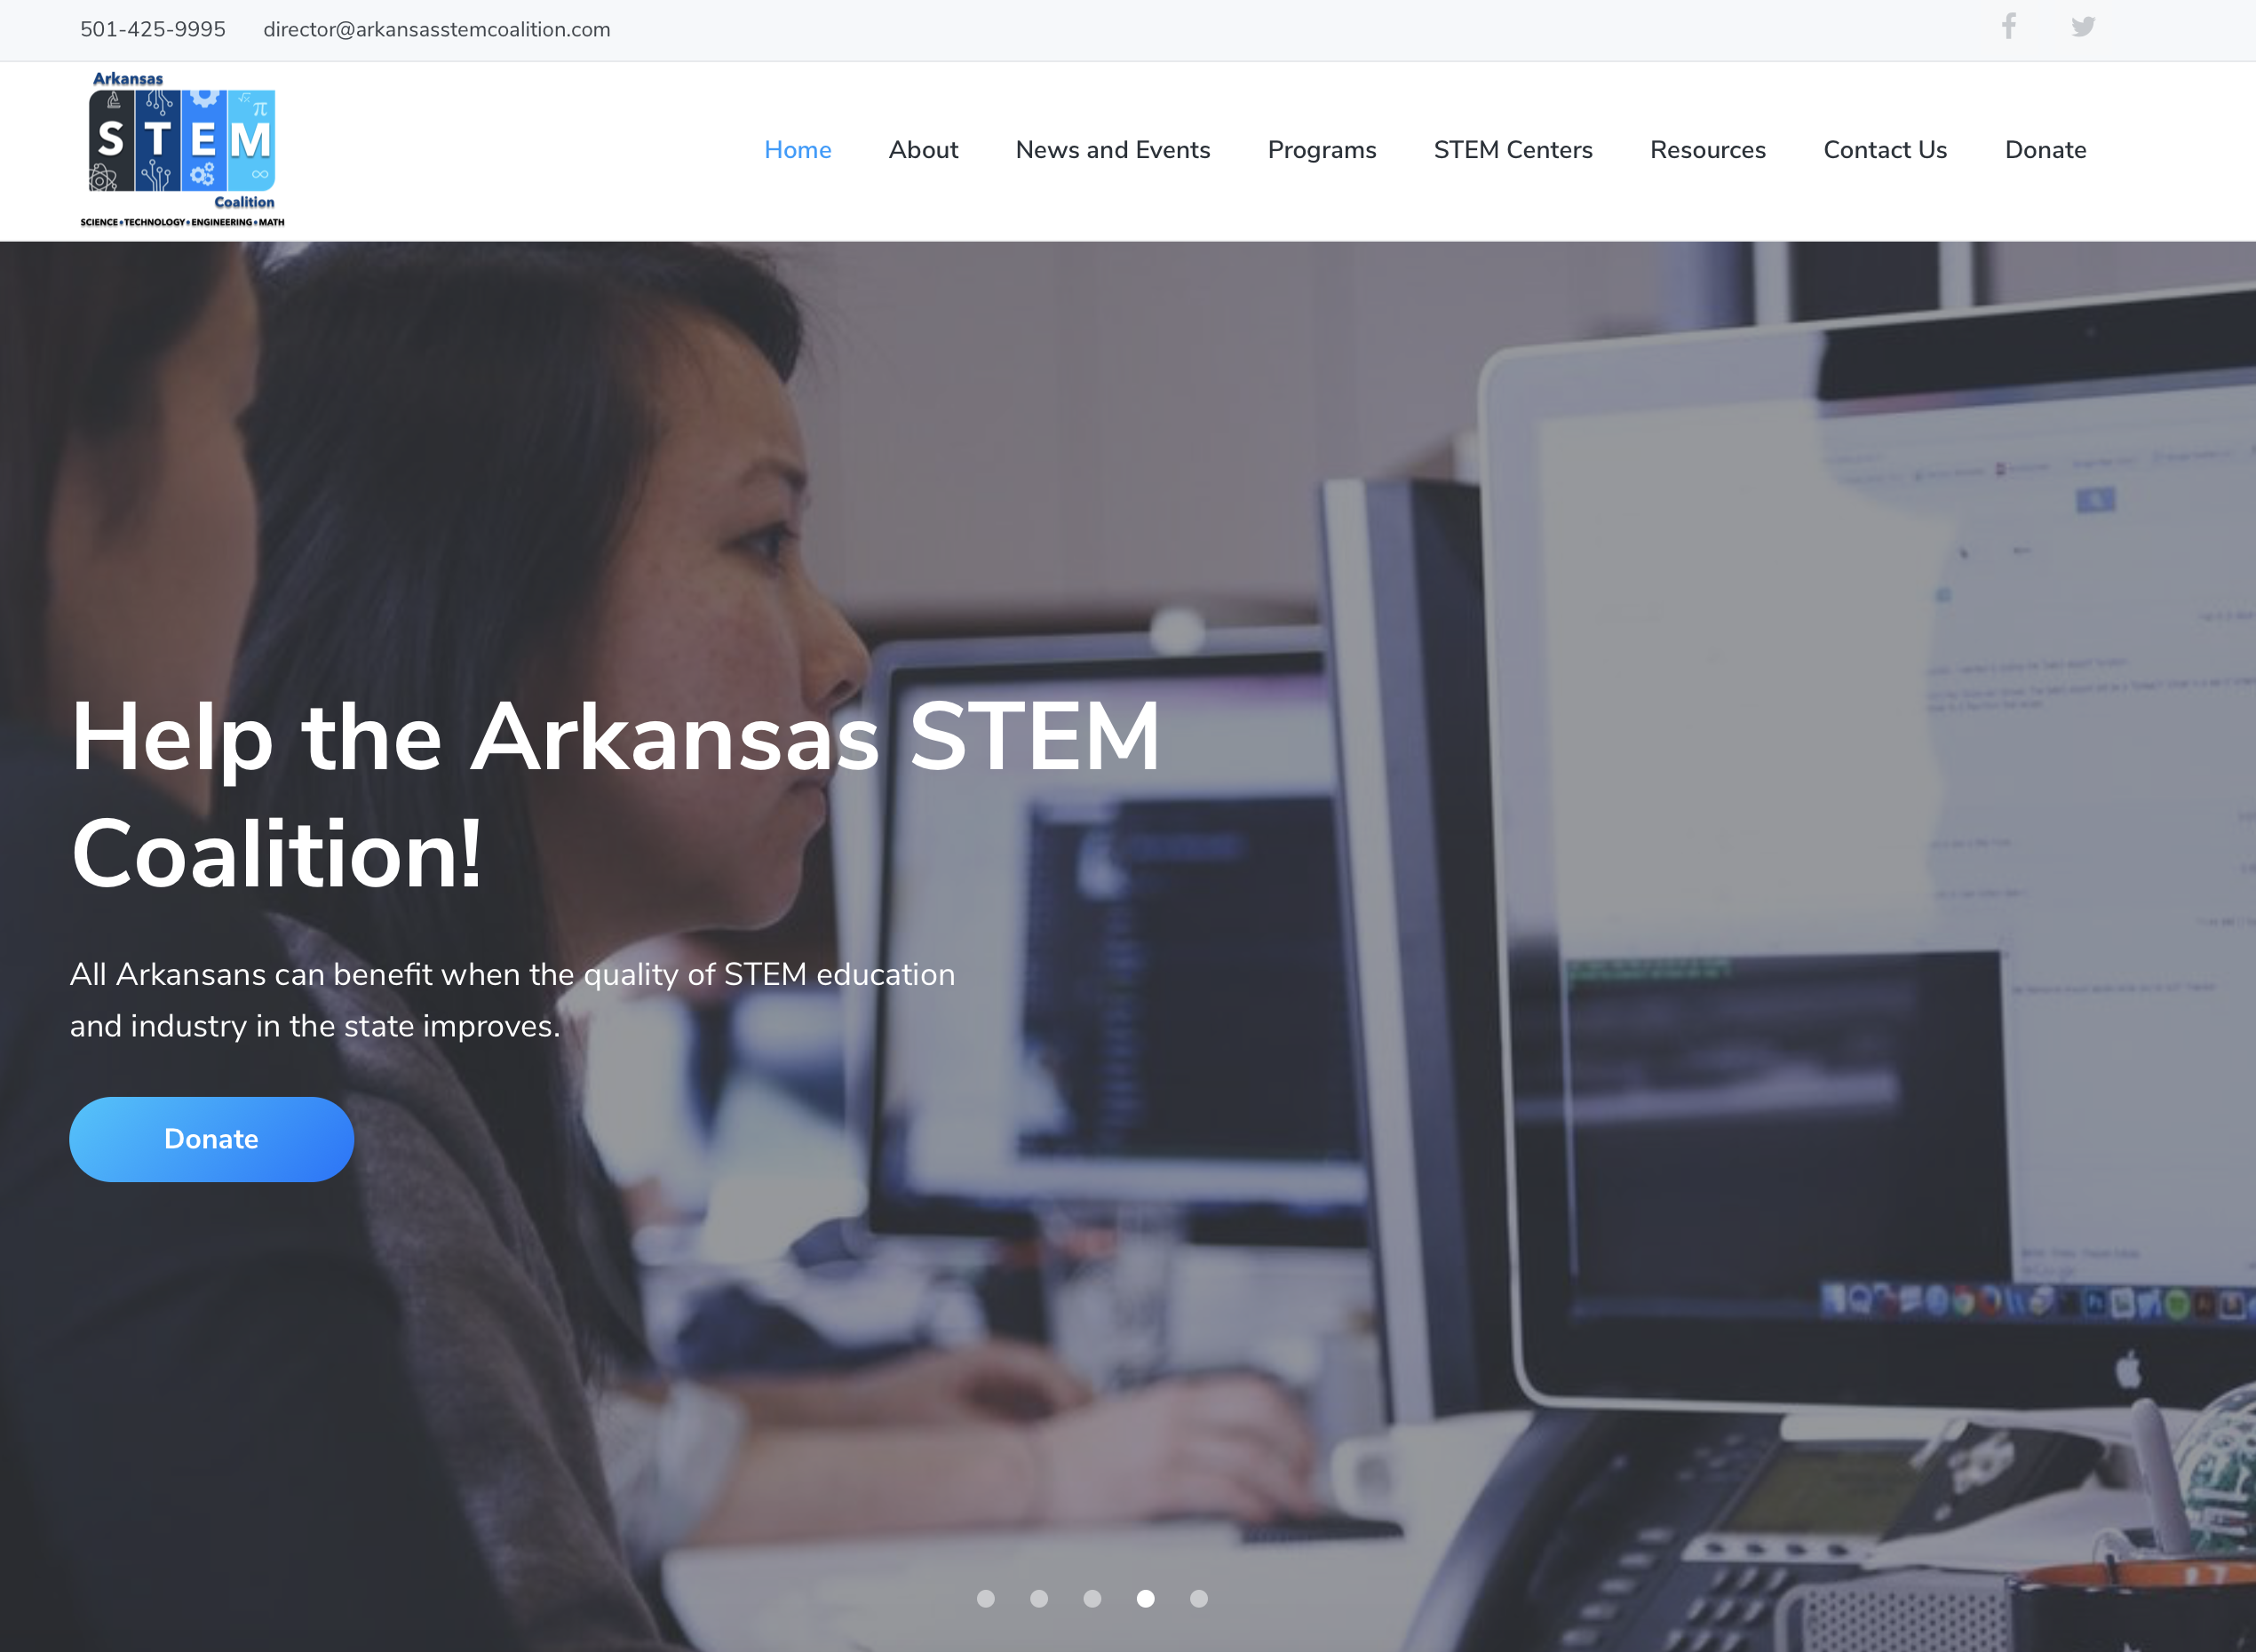 501-425-9995 director@arkansasstemcoalition.com
Arkansas
STEM
Coalition
SCIENCE•TECHNOLOGY•ENGINEERING•MATH
Home About News and Events Programs STEM Centers Resources Contact Us Donate
Help the Arkansas STEM
Coalition!
All Arkansans can benefit when the quality of STEM education
and industry in the state improves.
Donate